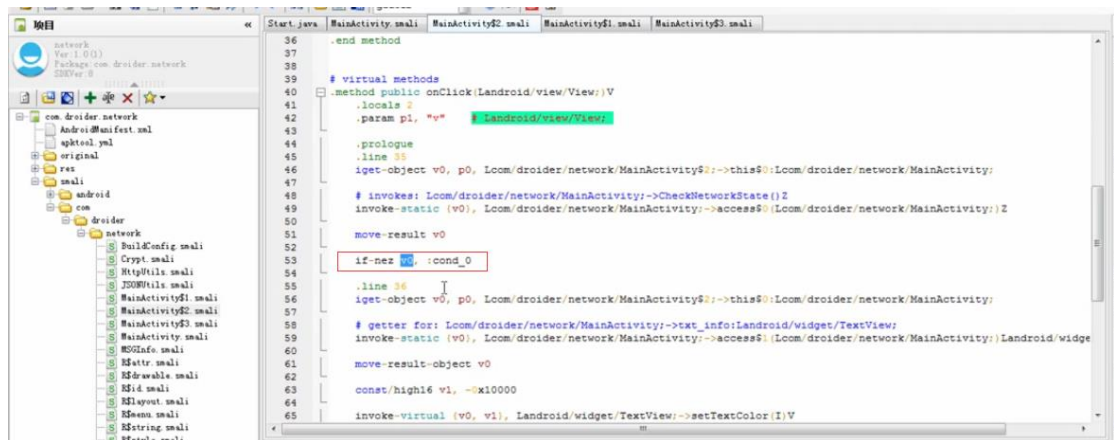 项目
«
Start.java
MainActivity.smali
MainActivity$2.smali
MainActivity$1.smali
MainActivity$3.smali
network
Ver:1.0(1)
Package:com.droider.network
SDKVer:8
com.droider.network
AndroidManifest.xml
apktool.yml
original
res
smali
android
com
droider
network
BuildConfig.smali
Crypt.smali
HttpUtils.smali
JSONUtils.smali
MainActivity$1.smali
MainActivity$2.smali
MainActivity$3.smali
MainActivity.smali
MSGInfo.smali
R$attr.smali
R$drawable.smali
R$id.smali
R$layout.smali
R$menu.smali
R$string.smali
R$style.smali
36 .end method
37
38
39 # virtual methods
40 .method public onClick(Landroid/view/View;)V
41 .locals 2
42 .param p1, "v" # Landroid/view/View;
43
44 .prologue
45 .line 35
46 iget-object v0, p0, Lcom/droider/network/MainActivity$2;->this$0:Lcom/droider/network/MainActivity;
47
48 # invokes: Lcom/droider/network/MainActivity;->CheckNetworkState()Z
49 invoke-static {v0}, Lcom/droider/network/MainActivity;->access$0(Lcom/droider/network/MainActivity;)Z
50
51 move-result v0
52
53 if-nez v0, :cond_0
54
55 .line 36
56 iget-object v0, p0, Lcom/droider/network/MainActivity$2;->this$0:Lcom/droider/network/MainActivity;
57
58 # getter for: Lcom/droider/network/MainActivity;->txt_info:Landroid/widget/TextView;
59 invoke-static {v0}, Lcom/droider/network/MainActivity;->access$1(Lcom/droider/network/MainActivity;)Landroid/widge
60
61 move-result-object v0
62
63 const/high16 v1, -0x10000
64
65 invoke-virtual {v0, v1}, Landroid/widget/TextView;->setTextColor(I)V